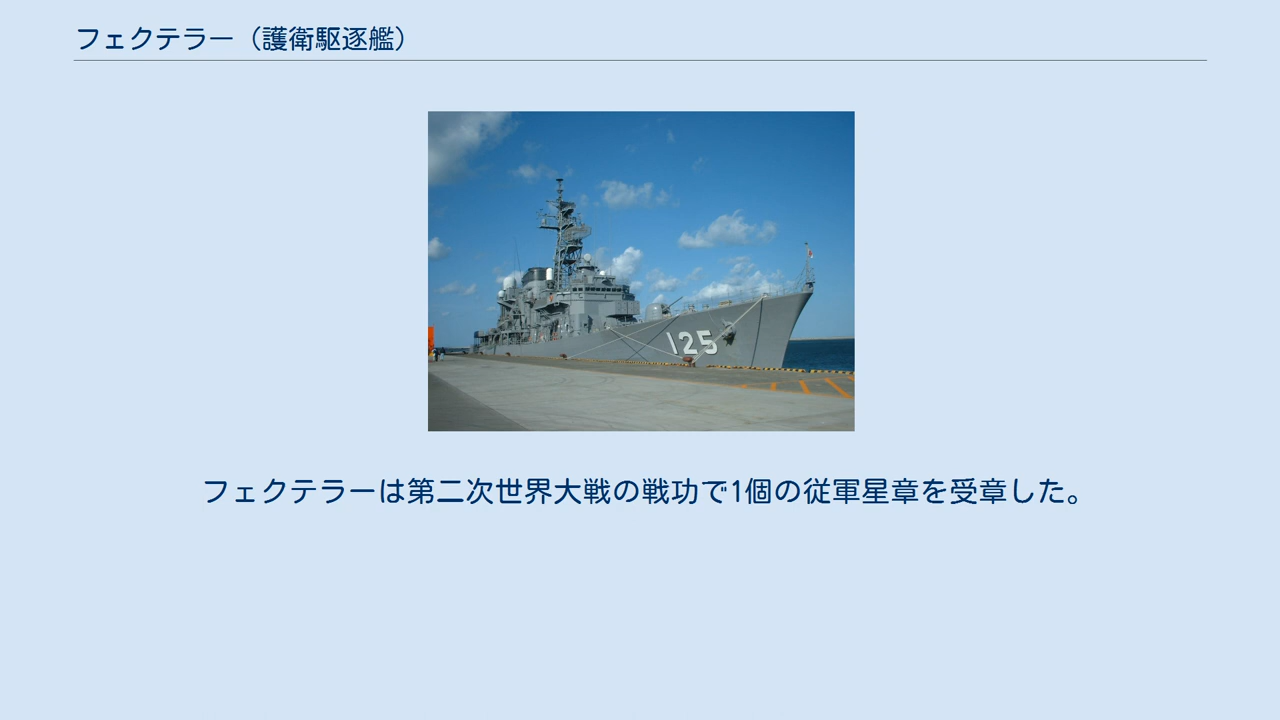 フェクテラー（護衛駆逐艦）
125
フェクテラーは第二次世界大戦の戦功で1個の従軍星章を受章した。